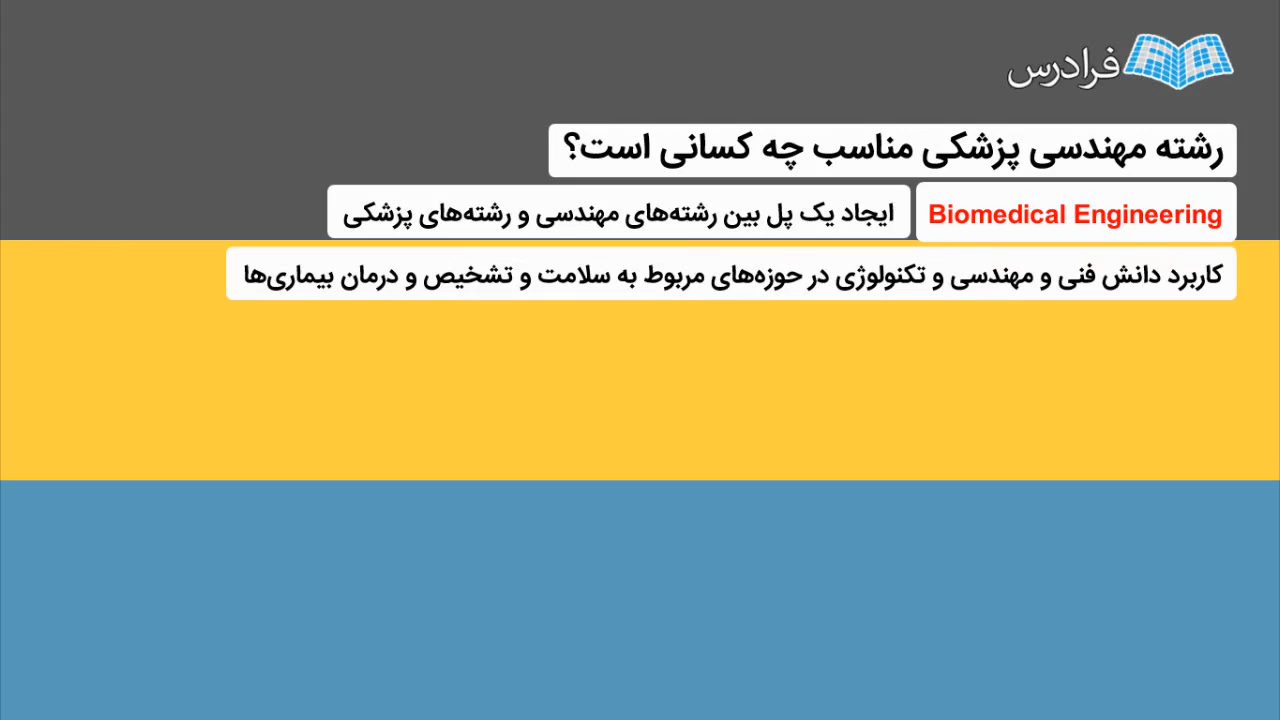 فرادرس
رشته مهندسی پزشکی مناسب چه کسانی است؟
Biomedical Engineering ایجاد یک پل بین رشته‌های مهندسی و رشته‌های پزشکی
کاربرد دانش فنی و مهندسی و تکنولوژی در حوزه‌های مربوط به سلامت و تشخیص و درمان بیماری‌ها